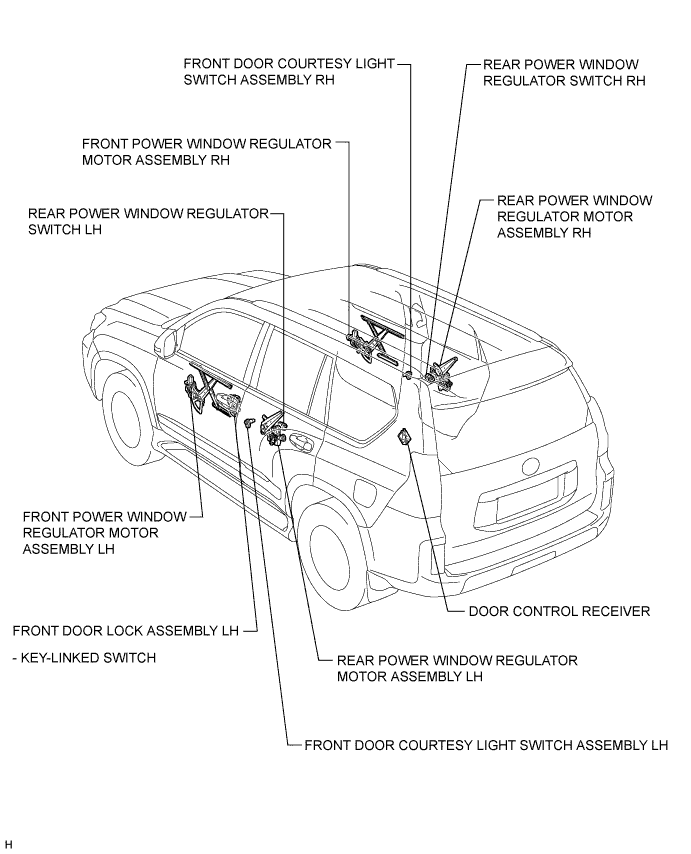 FRONT DOOR COURTESY LIGHT
SWITCH ASSEMBLY RH
REAR POWER WINDOW
REGULATOR SWITCH RH
FRONT POWER WINDOW REGULATOR
MOTOR ASSEMBLY RH
REAR POWER WINDOW
REGULATOR MOTOR
ASSEMBLY RH
REAR POWER WINDOW REGULATOR
SWITCH LH
FRONT POWER WINDOW
REGULATOR MOTOR
ASSEMBLY LH
DOOR CONTROL RECEIVER
FRONT DOOR LOCK ASSEMBLY LH
- KEY-LINKED SWITCH
REAR POWER WINDOW REGULATOR
MOTOR ASSEMBLY LH
FRONT DOOR COURTESY LIGHT SWITCH ASSEMBLY LH
H